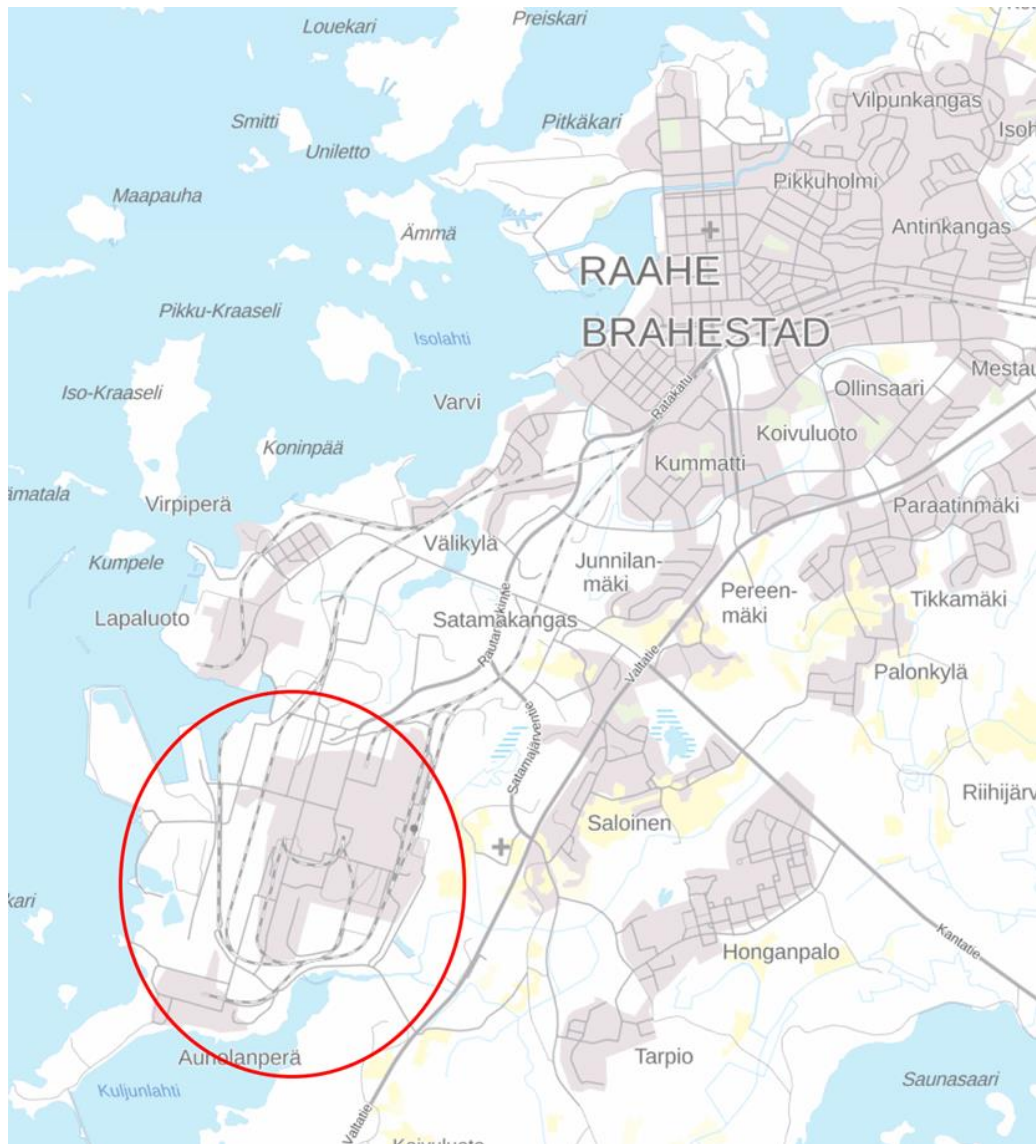 Louekari
Preiskari
Vilpunkangas
Smitti
Pitkäkari
Uniletto
Pikkuholmi
Maapauha
Antinkangas
Ämmä
RAAHE
Pikku-Kraaseli
Isolahti
BRAHESTAD
Iso-Kraaseli
Varvi
Ratakatu
Ollinsaari
Koninpää
Koivuluoto
Kummatti
Virpiperä
Paraatinmäki
Välikylä
Kumpele
Junnilan-
mäki
Pereen-
mäki
Tikkamäki
Lapaluoto
Satamakangas
Rautaruukintie
Valtatie
Palonkylä
Satamajärventie
Saloinen
Honganpalo
Kantatie
Auholanperä
Tarpio
Kuljunlahti
Saunasaari
Valtatie